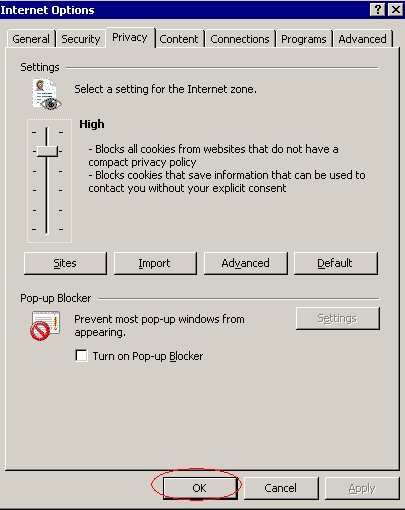 Internet Options
General Security Privacy Content Connections Programs Advanced
Settings
Select a setting for the Internet zone.
High
- Blocks all cookies from websites that do not have a
compact privacy policy
- Blocks cookies that save information that can be used to
contact you without your explicit consent
Sites Import Advanced Default
Pop-up Blocker
Prevent most pop-up windows from
appearing.
Settings
Turn on Pop-up Blocker
OK Cancel Apply